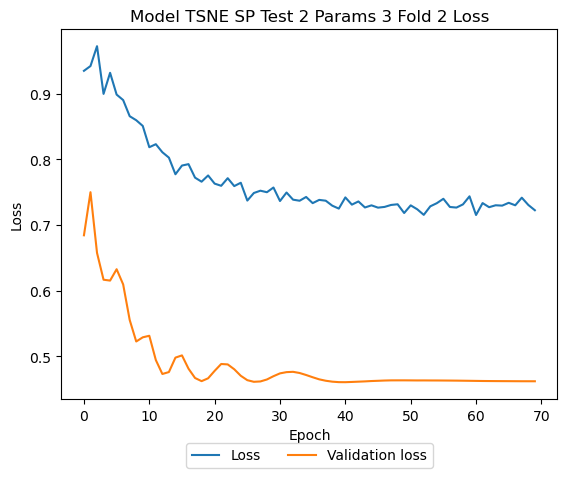 Model TSNE SP Test 2 Params 3 Fold 2 Loss
Loss
0.9
0.8
0.7
0.6
0.5
0 10 20 30 40 50 60 70
Epoch
Loss Validation loss